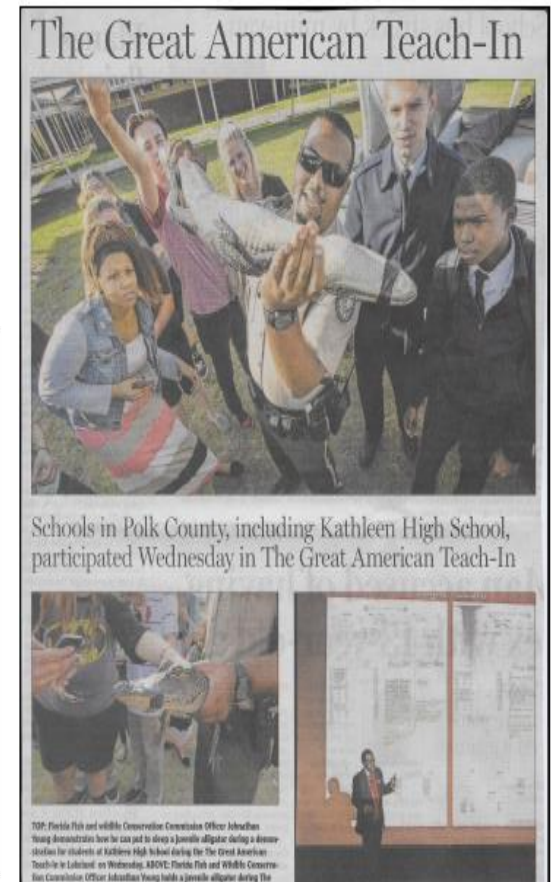 The Great American Teach-In
Schools in Polk County, including Kathleen High School,
participated Wednesday in The Great American Teach-In
TOP: Florida Fish and wildlife Conservation Commission Officer Johnathan
Young demonstrates how he can put to sleep a juvenile alligator during a demon-
stration for students at Kathleen High School during the The Great American
Teach-In in Lakeland on Wednesday. ABOVE: Florida Fish and Wildlife Conserva-
tion Commission Officer Johnathan Young holds a juvenile alligator during The